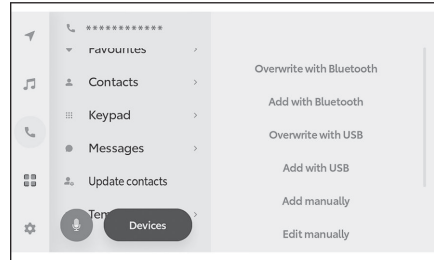 ************
Favourites
Contacts
Keypad
Messages
Update contacts
Devices
Overwrite with Bluetooth
Add with Bluetooth
Overwrite with USB
Add with USB
Add manually
Edit manually